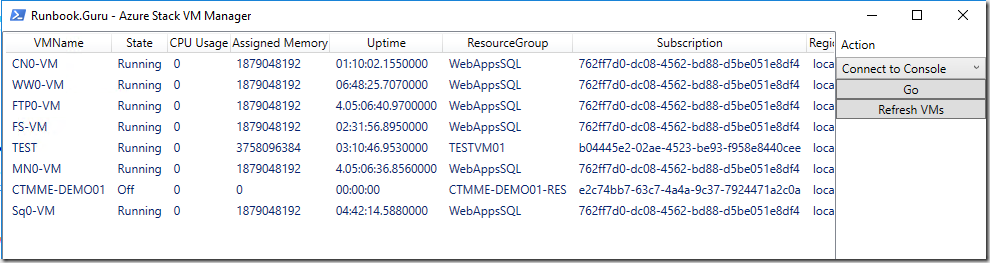 Runbook.Guru - Azure Stack VM Manager
VMName State CPU Usage Assigned Memory Uptime ResourceGroup Subscription Regi
CN0-VM Running 0 1879048192 01:10:02.1550000 WebAppsSQL 762ff7d0-dc08-4562-bd88-d5be051e8df4 loca
WW0-VM Running 0 1879048192 06:48:25.7070000 WebAppsSQL 762ff7d0-dc08-4562-bd88-d5be051e8df4 loca
FTP0-VM Running 0 1879048192 4.05:06:40.9700000 WebAppsSQL 762ff7d0-dc08-4562-bd88-d5be051e8df4 loca
FS-VM Running 0 1879048192 02:31:56.8950000 WebAppsSQL 762ff7d0-dc08-4562-bd88-d5be051e8df4 loca
TEST Running 0 3758096384 03:10:46.9530000 TESTVM01 b04445e2-02ae-4523-be93-f958e8440cee loca
MN0-VM Running 0 1879048192 4.05:06:36.8560000 WebAppsSQL 762ff7d0-dc08-4562-bd88-d5be051e8df4 loca
CTMME-DEMO01 Off 0 0 00:00:00 CTMME-DEMO01-RES e2c74bb7-63c7-4a4a-9c37-7924471a2c0a loca
Sq0-VM Running 0 1879048192 04:42:14.5880000 WebAppsSQL 762ff7d0-dc08-4562-bd88-d5be051e8df4 loca
Action
Connect to Console
Go
Refresh VMs